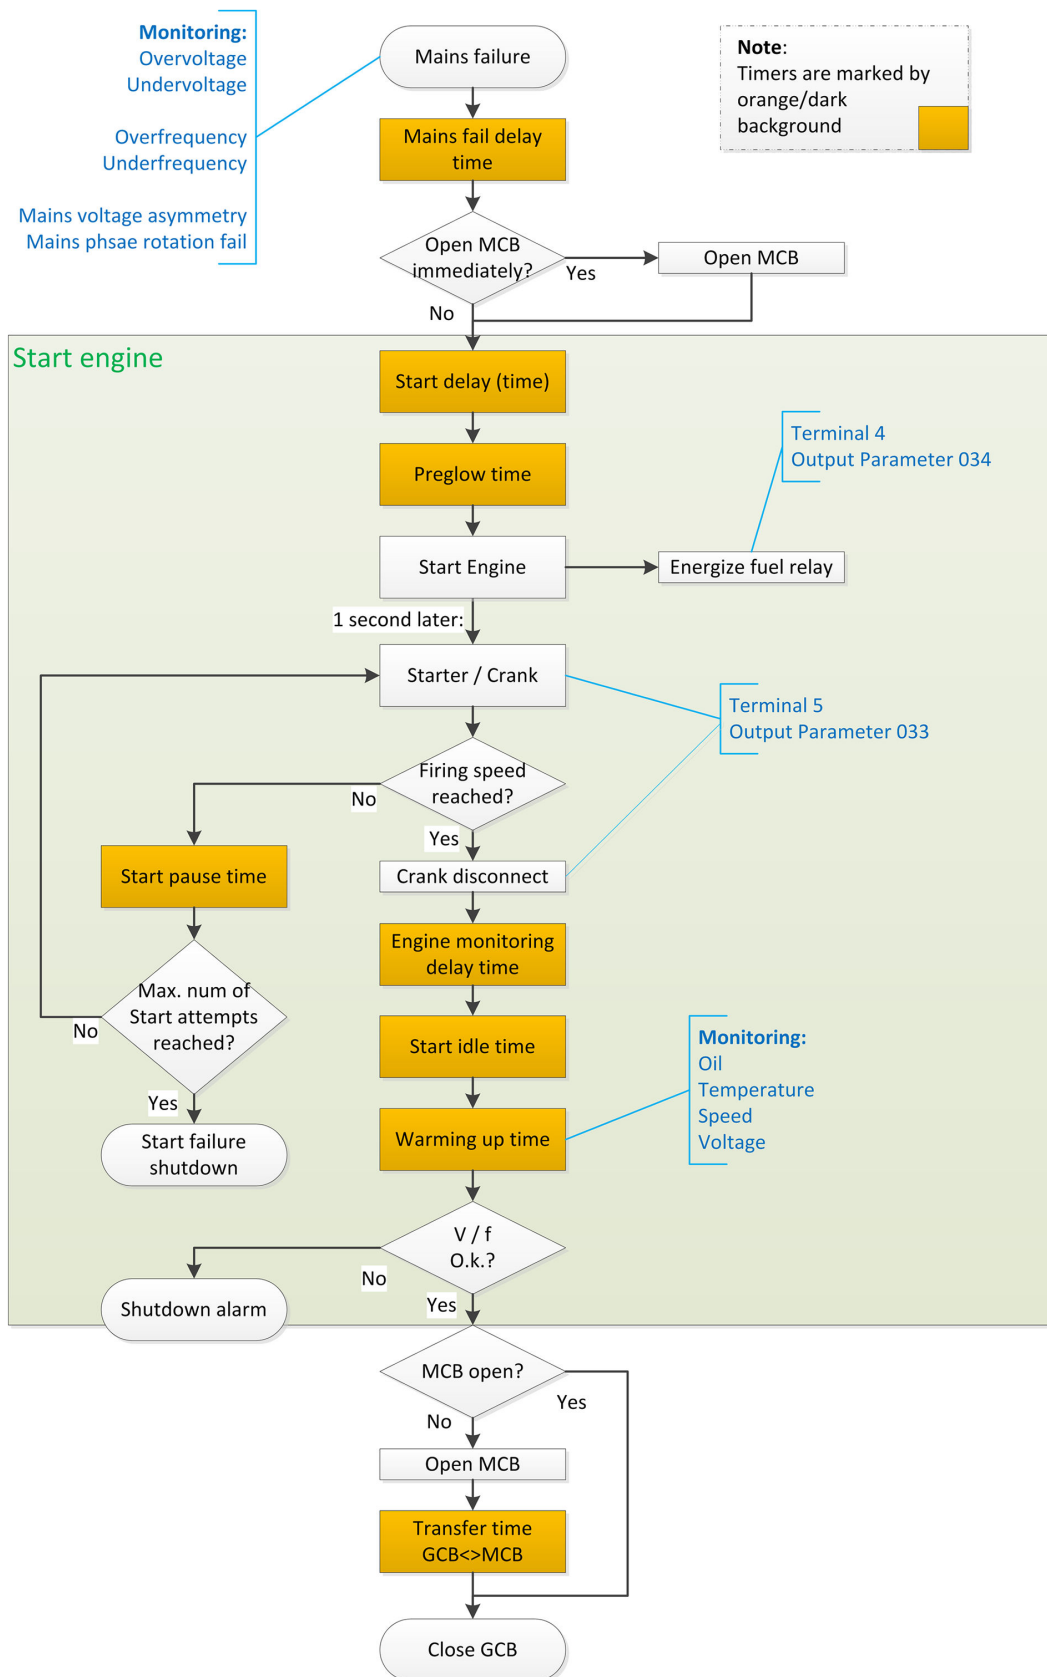 Monitoring:
Overvoltage
Undervoltage
Overfrequency
Underfrequency
Mains voltage asymmetry
Mains phsae rotation fail
Mains failure
Note:
Timers are marked by
orange/dark
background
Mains fail delay
time
Open MCB
immediately?
Yes
Open MCB
No
Start engine
Start delay (time)
Preglow time
Terminal 4
Output Parameter 034
Start Engine
Energize fuel relay
1 second later:
Starter / Crank
Terminal 5
Output Parameter 033
Firing speed
reached?
No
Yes
Start pause time
Crank disconnect
Engine monitoring
delay time
Max. num of
Start attempts
reached?
No
Yes
Start failure
shutdown
Start idle time
Monitoring:
Oil
Temperature
Speed
Voltage
Warming up time
V / f
O.k.?
No
Yes
Shutdown alarm
MCB open?
Yes
No
Open MCB
Transfer time
GCB<>MCB
Close GCB